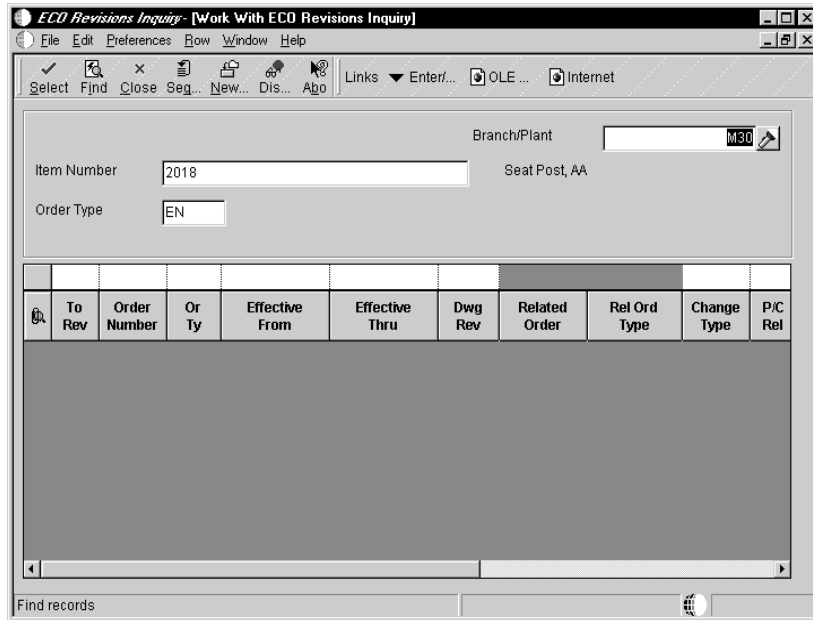 ECO Revisions Inquiry - [Work With ECO Revisions Inquiry]
File Edit Preferences Row Window Help
Select Find Close Seq... New... Dis... Abo Links Enter/... OLE ... Internet
Branch/Plant M30
Item Number 2018 Seat Post, AA
Order Type EN
To Rev Order Number Or Ty Effective From Effective Thru Dwg Rev Related Order Rel Ord Type Change Type P/C Rel
Find records